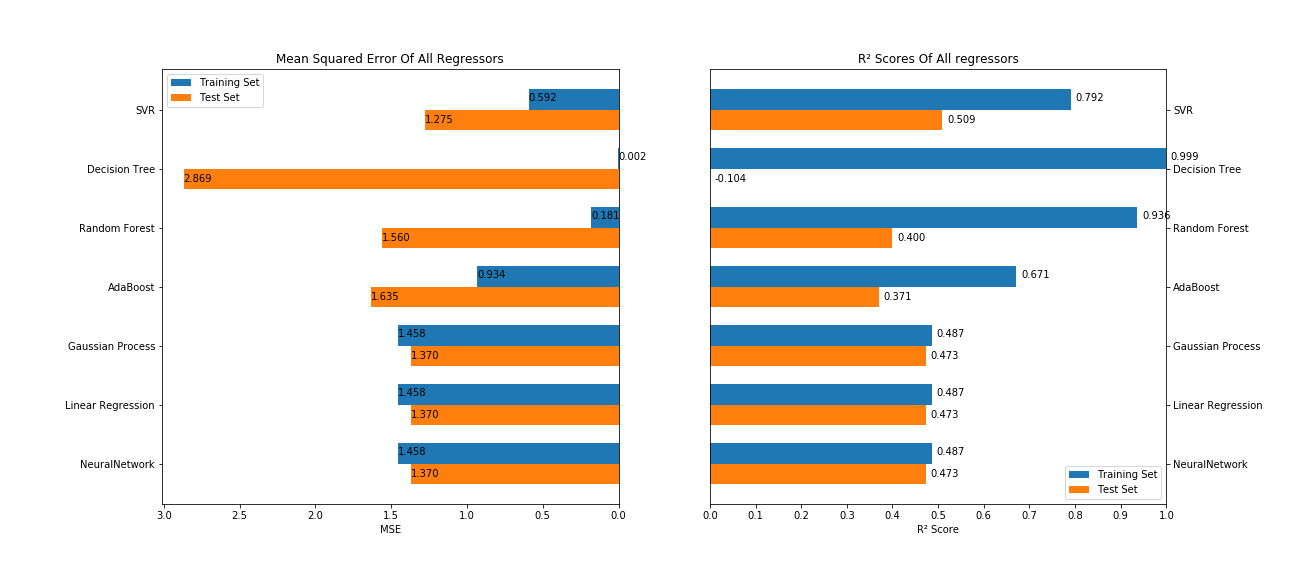 Mean Squared Error Of All Regressors
Training Set
Test Set
SVR
0.592
1.275
Decision Tree
0.002
2.869
Random Forest
0.181
1.560
AdaBoost
0.934
1.635
Gaussian Process
1.458
1.370
Linear Regression
1.458
1.370
NeuralNetwork
1.458
1.370
3.0 2.5 2.0 1.5 1.0 0.5 0.0
MSE
R² Scores Of All regressors
0.792
SVR
0.509
0.999
Decision Tree
-0.104
0.936
Random Forest
0.400
0.671
AdaBoost
0.371
0.487
Gaussian Process
0.473
0.487
Linear Regression
0.473
0.487
NeuralNetwork
0.473
Training Set
Test Set
0.0 0.1 0.2 0.3 0.4 0.5 0.6 0.7 0.8 0.9 1.0
R² Score